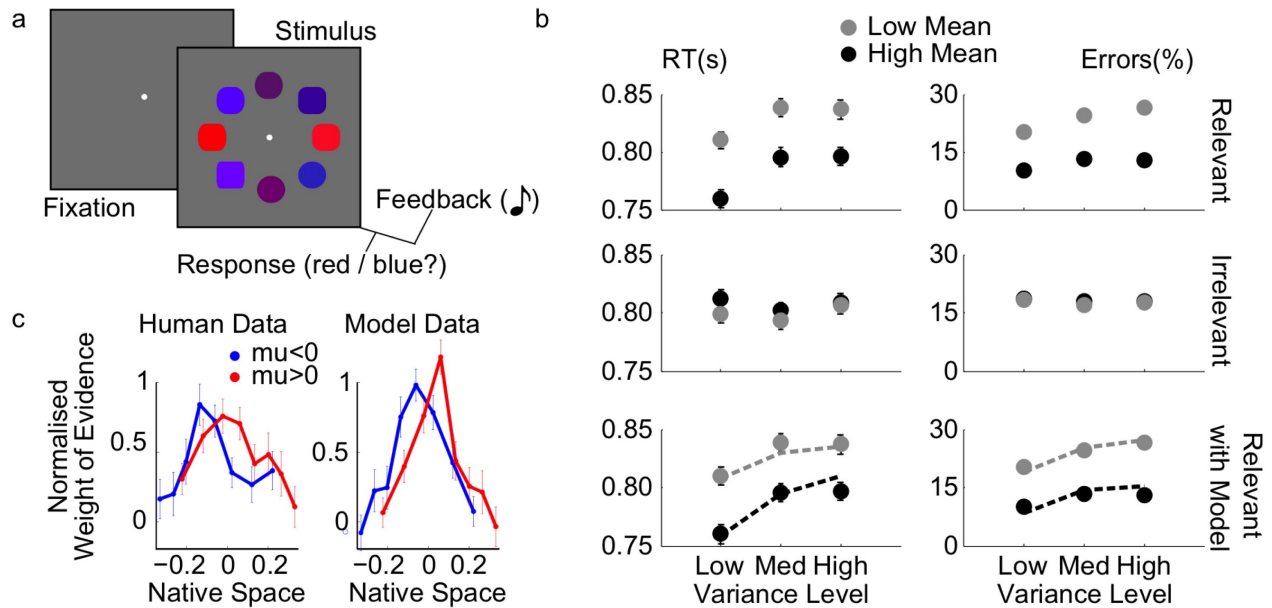 a
Stimulus
Fixation
Feedback (♪)
Response (red / blue?)
b
Low Mean
High Mean
RT(s)
Errors(%)
0.85
0.80
0.75
30
15
0
Relevant
0.85
0.80
0.75
30
15
0
Irrelevant
0.85
0.80
0.75
30
15
0
Relevant
with Model
Low Med High
Variance Level
Low Med High
Variance Level
c
Human Data
Model Data
mu<0
mu>0
Normalised
Weight of Evidence
1
0.5
0
1
0.5
0
−0.2 0 0.2
Native Space
−0.2 0 0.2
Native Space